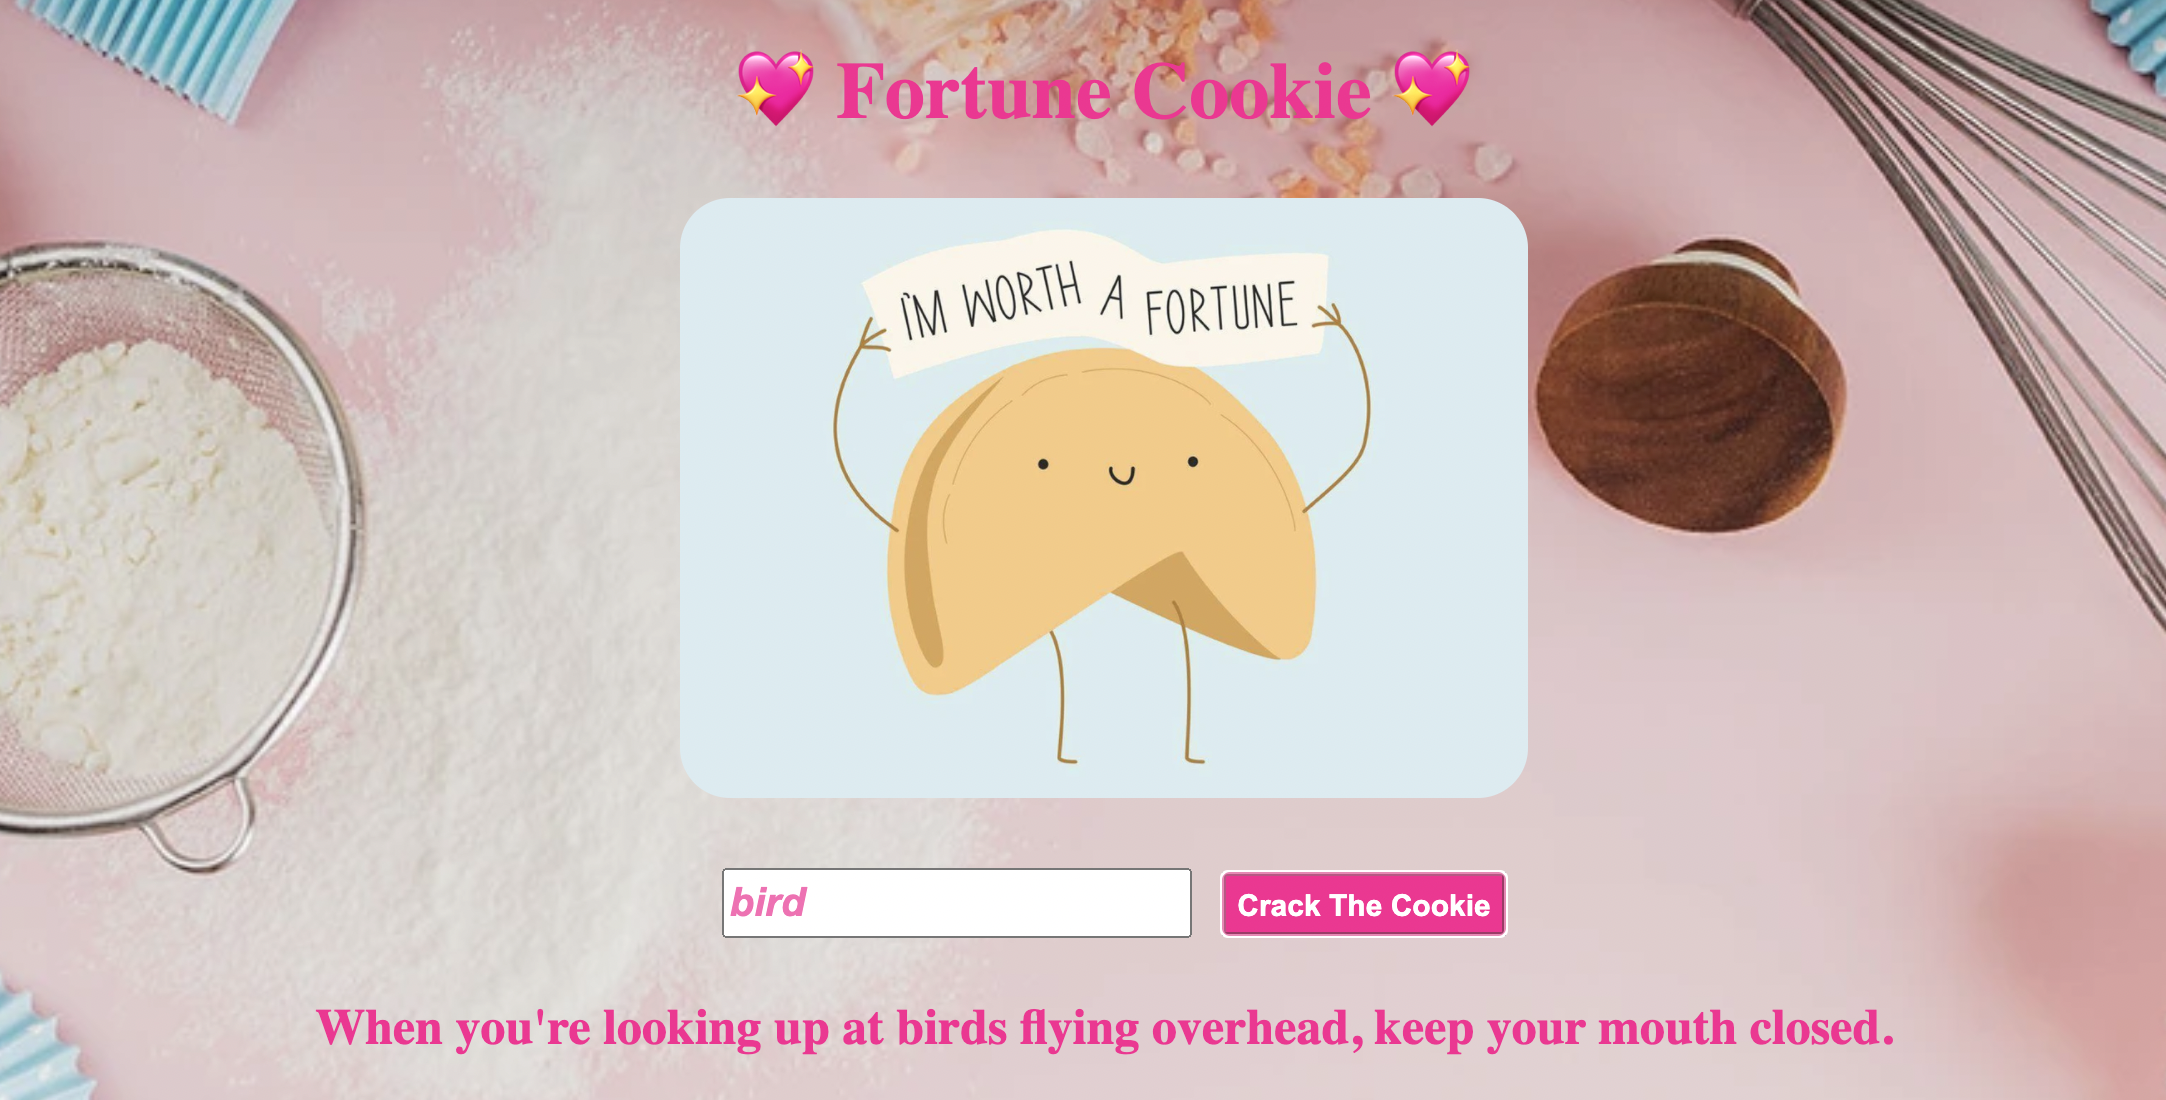 💖 Fortune Cookie 💖
I'M WORTH A FORTUNE
bird
Crack The Cookie
When you're looking up at birds flying overhead, keep your mouth closed.